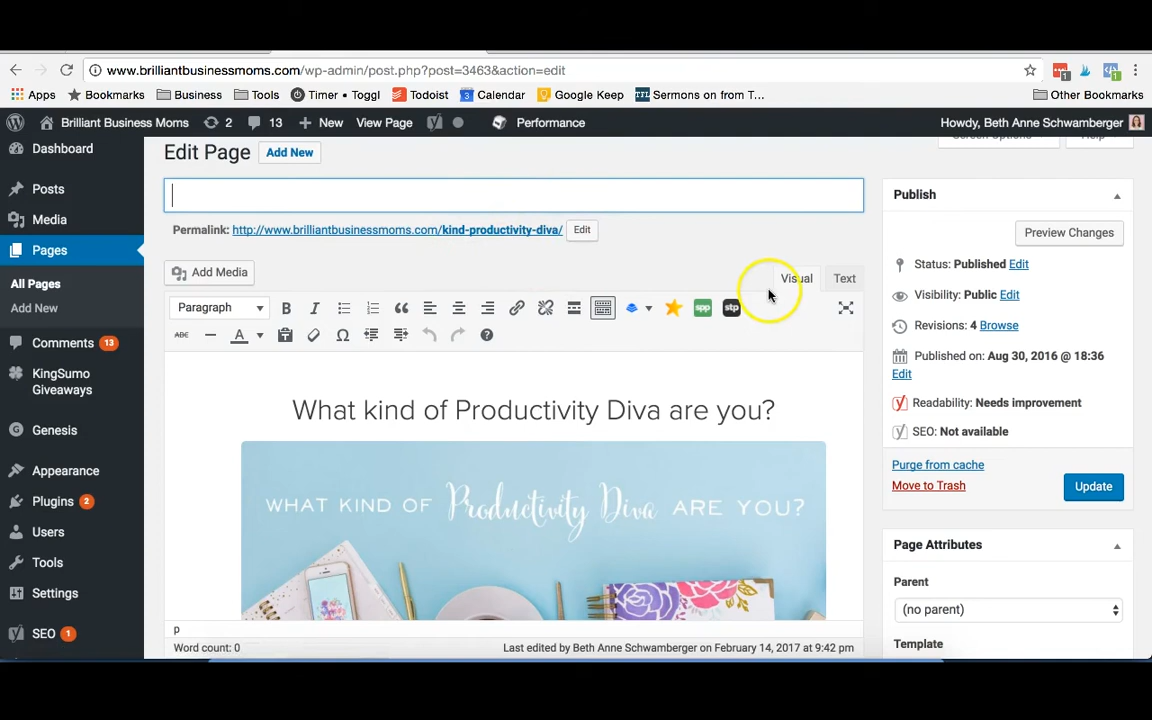 www.brilliantbusinessmoms.com/wp-admin/post.php?post=3463&action=edit
Apps Bookmarks Business Tools Timer • Toggl Todoist Calendar Google Keep Sermons on from T... Other Bookmarks
Brilliant Business Moms 2 13 New View Page Performance Howdy, Beth Anne Schwamberger
Dashboard
Posts
Media
Pages
All Pages
Add New
Comments 13
KingSumo
Giveaways
Genesis
Appearance
Plugins 2
Users
Tools
Settings
SEO 1
Edit Page Add New
Screen Options Help
Permalink: http://www.brilliantbusinessmoms.com/kind-productivity-diva/ Edit
Add Media
Visual Text
Paragraph B I spp stp
ABC A
What kind of Productivity Diva are you?
WHAT KIND OF Productivity Diva ARE YOU?
p
Word count: 0 Last edited by Beth Anne Schwamberger on February 14, 2017 at 9:42 pm
Publish
Preview Changes
Status: Published Edit
Visibility: Public Edit
Revisions: 4 Browse
Published on: Aug 30, 2016 @ 18:36
Edit
Readability: Needs improvement
SEO: Not available
Purge from cache
Move to Trash
Update
Page Attributes
Parent
(no parent)
Template